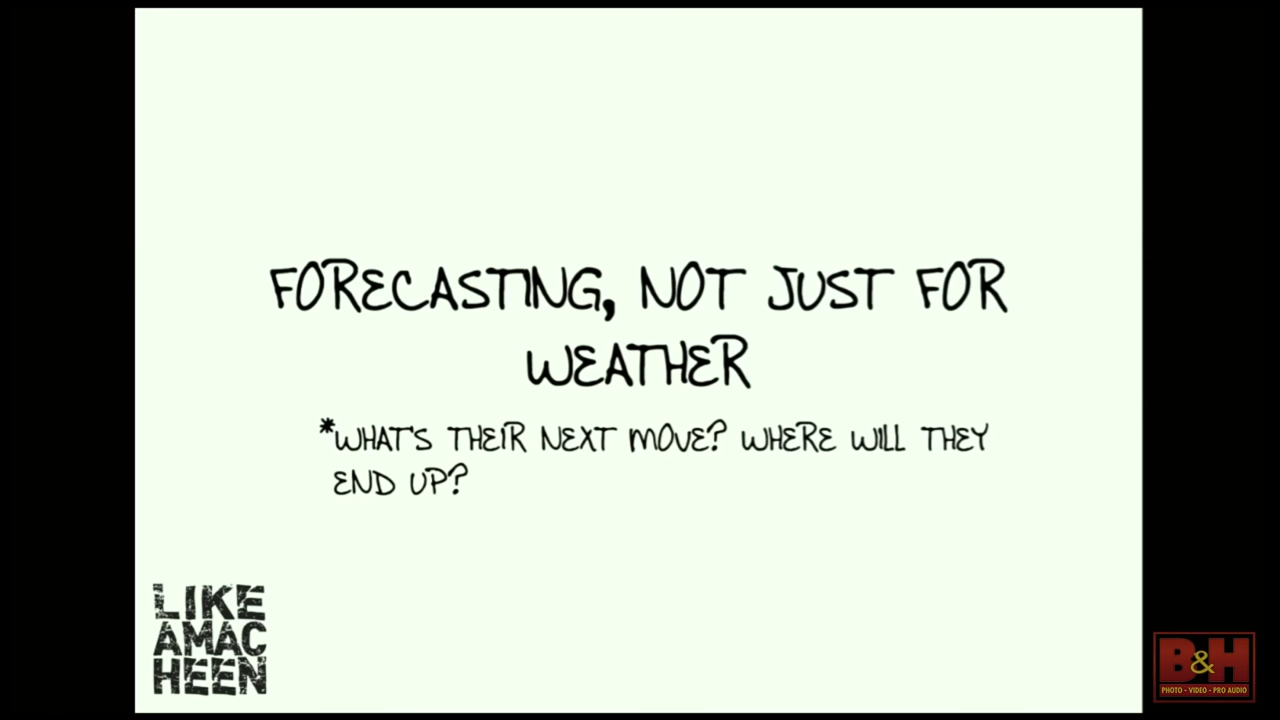 FORECASTING, NOT JUST FOR
WEATHER
*WHAT'S THEIR NEXT MOVE? WHERE WILL THEY
END UP?
LIKE
AMAC
HEEN
B&H
PHOTO - VIDEO - PRO AUDIO